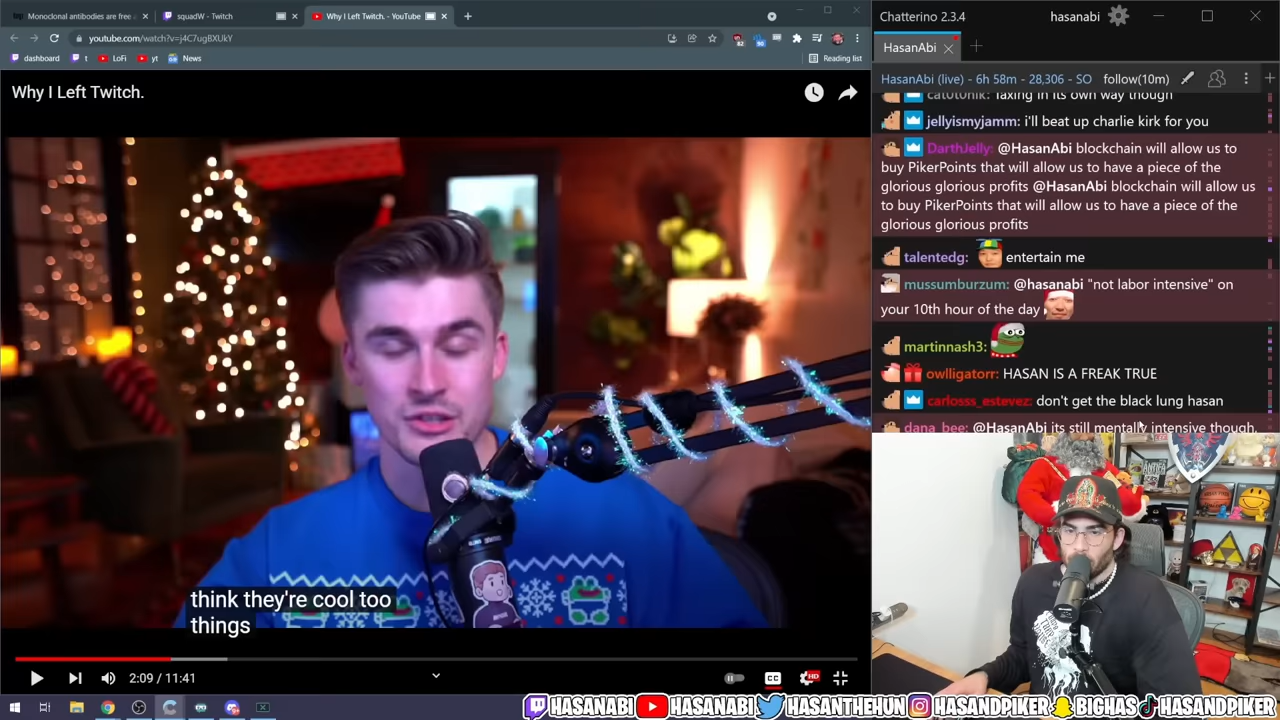 Monoclonal antibodies are free a
squadW - Twitch
Why I Left Twitch. - YouTube
youtube.com/watch?v=j4C7ugBXUkY
dashboard
t
LoFi
yt
News
Reading list
Why I Left Twitch.
think they're cool too
things
2:09 / 11:41
CC
HD
Chatterino 2.3.4
hasanabi
HasanAbi
HasanAbi (live) - 6h 58m - 28,306 - SO
follow(10m)
cat0t0nik: Taxing in its own way though
jellyismyjamm: i'll beat up charlie kirk for you
DarthJelly: @HasanAbi blockchain will allow us to
buy PikerPoints that will allow us to have a piece of the
glorious glorious profits @HasanAbi blockchain will allow us
to buy PikerPoints that will allow us to have a piece of the
glorious glorious profits
talentedg: entertain me
mussumburzum: @hasanabi "not labor intensive" on
your 10th hour of the day
martinnash3:
owlligatorr: HASAN IS A FREAK TRUE
carlosss_estevez: don't get the black lung hasan
dana_bee: @HasanAbi its still mentally intensive though.
HASANABI
HASANABI
HASANTHEHUN
HASANDPIKER
BIGHAS
HASANDPIKER